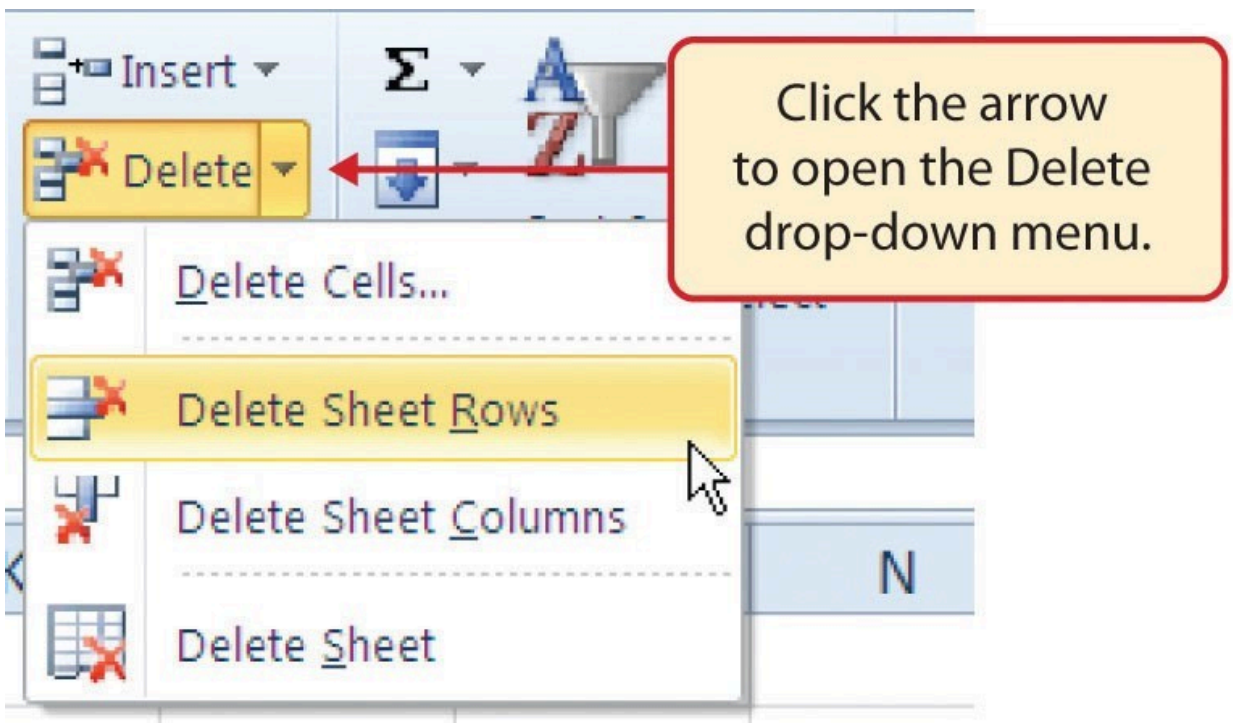 Insert
Σ
A
Z
Click the arrow
to open the Delete
drop-down menu.
Delete
Delete Cells...
Delete Sheet Rows
Delete Sheet Columns
N
Delete Sheet